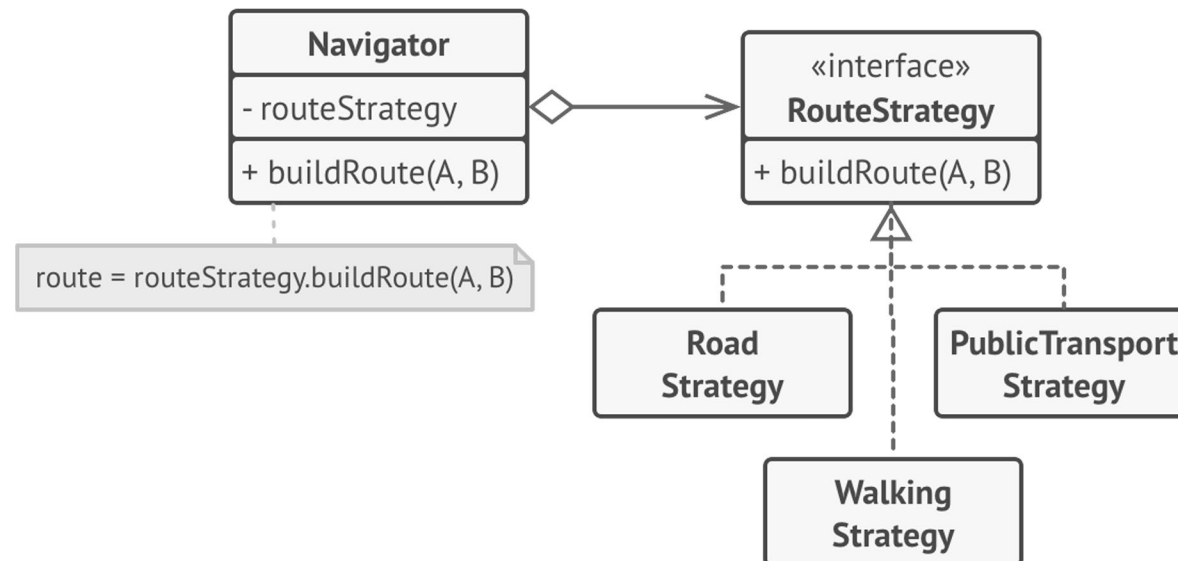 Navigator
- routeStrategy
+ buildRoute(A, B)
route = routeStrategy.buildRoute(A, B)
«interface»
RouteStrategy
+ buildRoute(A, B)
Road
Strategy
PublicTransport
Strategy
Walking
Strategy